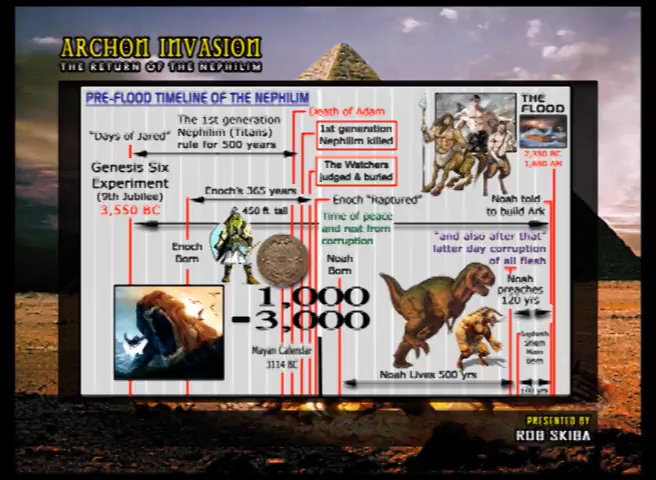 ARCHON INVASION
THE RETURN OF THE NEPHILIM
PRE-FLOOD TIMELINE OF THE NEPHILIM
Death of Adam
THE
FLOOD
2,350 BC
1,656 AM
"Days of Jared"
The 1st generation
Nephilim (Titans)
rule for 500 years
1st generation
Nephilim killed
The Watchers
judged & buried
Genesis Six
Experiment
(9th Jubilee)
3,550 BC
Enoch's 365 years
Enoch "Raptured"
Noah told
to build Ark
450 ft. tall
Time of peace
and rest from
corruption
"and also after that"
latter day corruption
of all flesh
Enoch
Born
Noah
Born
Noah
preaches
120 yrs
1,000
-3,000
Mayan Calendar
3114 BC
Japheth
Shem
Ham
Born
Noah Lives 500 yrs
100 yrs
PRESENTED BY
ROB SKIBA